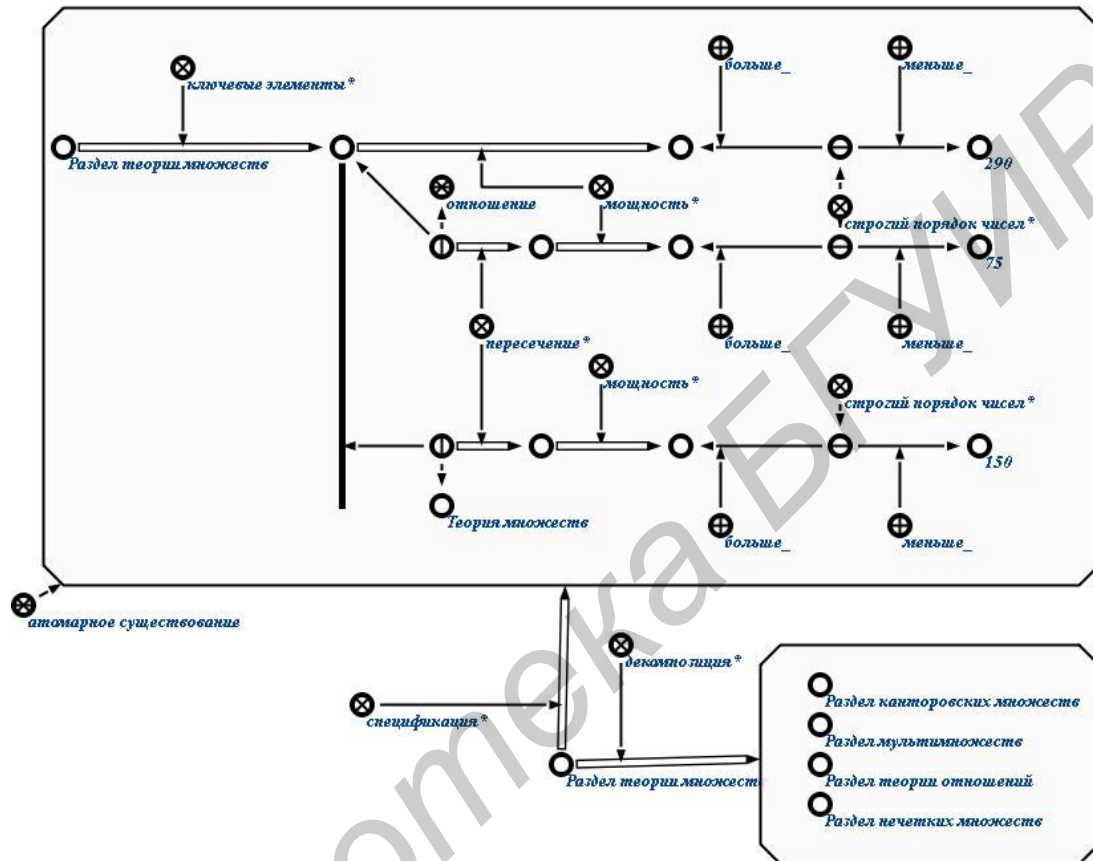 больше_
меньше_
ключевые элементы*
Раздел теории множеств
290
отношение
мощность*
строгий порядок чисел*
75
пересечение*
больше_
меньше_
мощность*
строгий порядок чисел*
150
Теория множеств
больше_
меньше_
атомарное существование
декомпозиция*
Раздел канторовских множеств
спецификация*
Раздел мультимножеств
Раздел теории множеств
Раздел теории отношений
Раздел нечетких множеств
отека БГУИР